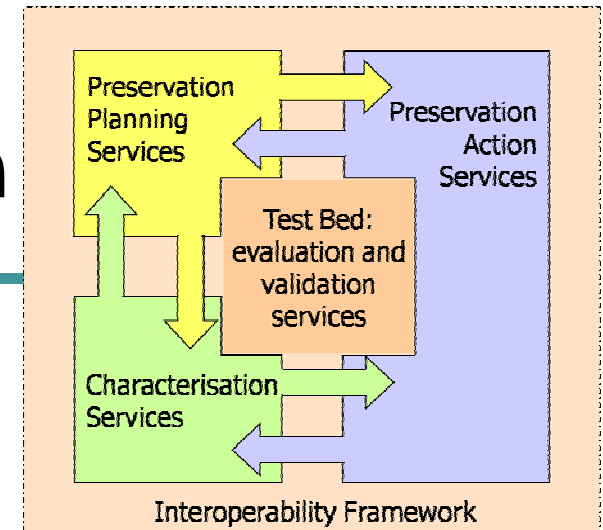 Preservation
Planning
Services
Preservation
Action
Services
Test Bed:
evaluation and
validation
services
Characterisation
Services
Interoperability Framework